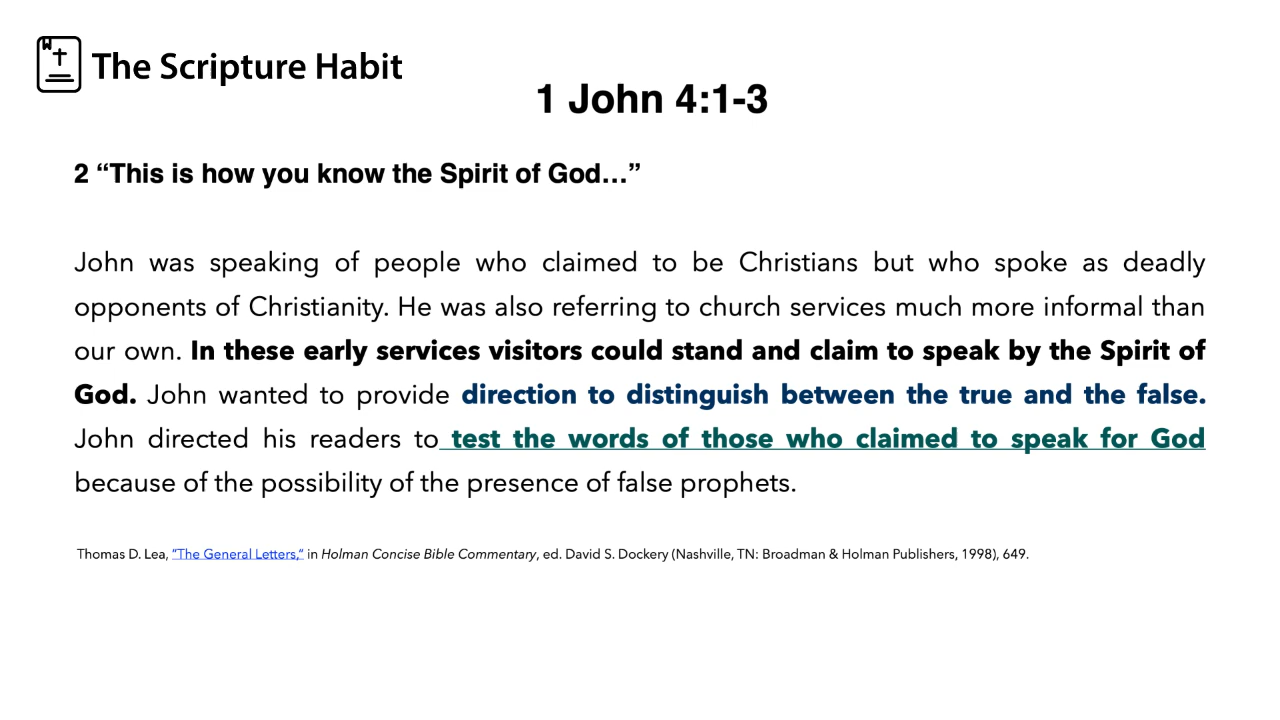 The Scripture Habit
1 John 4:1-3
2 “This is how you know the Spirit of God…”
John was speaking of people who claimed to be Christians but who spoke as deadly
opponents of Christianity. He was also referring to church services much more informal than
our own. In these early services visitors could stand and claim to speak by the Spirit of
God. John wanted to provide direction to distinguish between the true and the false.
John directed his readers to test the words of those who claimed to speak for God
because of the possibility of the presence of false prophets.
Thomas D. Lea, “The General Letters,” in Holman Concise Bible Commentary, ed. David S. Dockery (Nashville, TN: Broadman & Holman Publishers, 1998), 649.